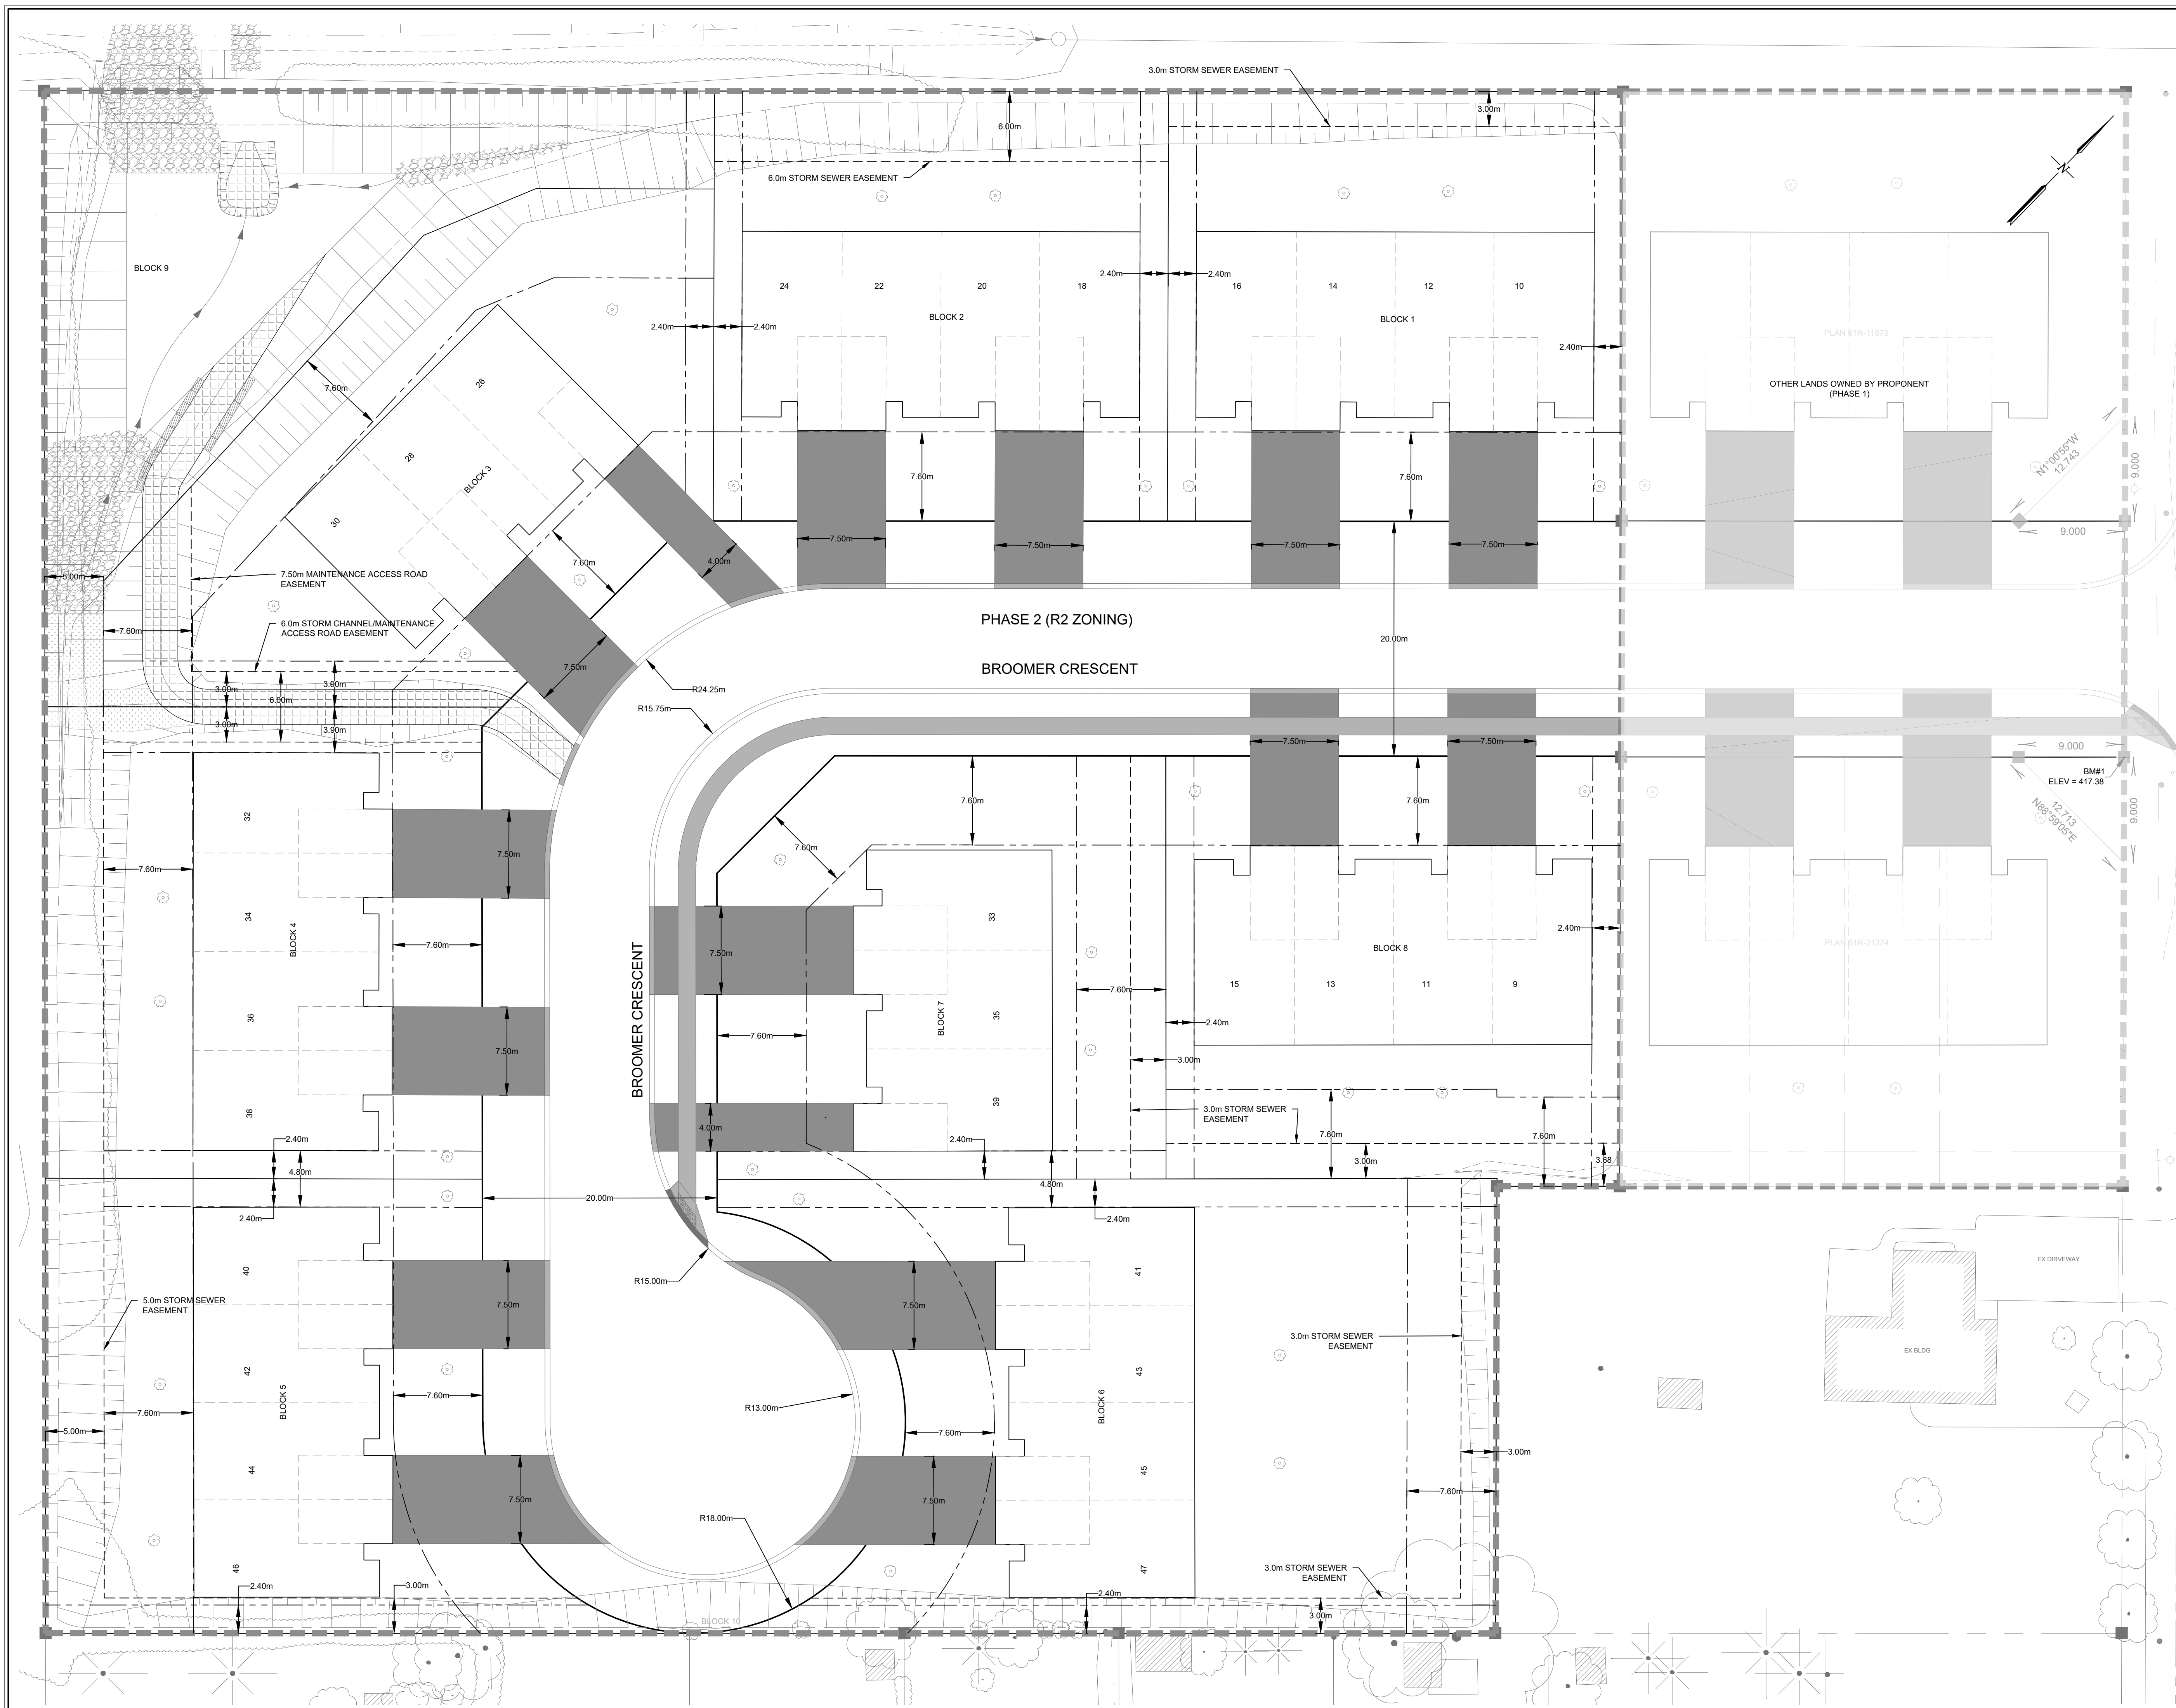 3.0m STORM SEWER EASEMENT
3.00m
6.00m
6.0m STORM SEWER EASEMENT
N
BLOCK 9
2.40m
2.40m
24
22
20
18
16
14
12
10
BLOCK 2
BLOCK 1
2.40m
2.40m
2.40m
PLAN 61R-11573
OTHER LANDS OWNED BY PROPONENT
(PHASE 1)
7.60m
26
28
30
BLOCK 3
N1°00'55"W
12.743
9.000
7.60m
7.60m
9.000
7.50m
7.50m
7.50m
7.50m
4.00m
7.60m
5.00m
7.50m MAINTENANCE ACCESS ROAD
EASEMENT
7.60m
6.0m STORM CHANNEL/MAINTENANCE
ACCESS ROAD EASEMENT
PHASE 2 (R2 ZONING)
20.00m
BROOMER CRESCENT
7.50m
R24.25m
R15.75m
3.00m
3.90m
6.00m
3.00m
3.90m
7.50m
7.50m
9.000
BM#1
ELEV = 417.38
7.60m
7.60m
12.713
N88°59'05"E
9.000
32
7.50m
7.60m
7.60m
34
BLOCK 4
7.60m
33
7.50m
BLOCK 7
35
39
2.40m
BLOCK 8
PLAN 61R-21274
15
13
11
9
7.60m
2.40m
BROOMER CRESCENT
36
7.50m
7.60m
3.00m
38
4.00m
3.0m STORM SEWER
EASEMENT
7.60m
7.60m
2.40m
4.80m
2.40m
2.40m
4.80m
2.40m
3.00m
3.68
20.00m
40
R15.00m
41
EX DIRVEWAY
5.0m STORM SEWER
EASEMENT
7.50m
7.50m
3.0m STORM SEWER
EASEMENT
EX BLDG
42
BLOCK 5
43
BLOCK 6
7.60m
7.60m
R13.00m
7.60m
5.00m
3.00m
44
45
7.50m
7.50m
7.60m
R18.00m
46
47
3.0m STORM SEWER
EASEMENT
2.40m
3.00m
2.40m
3.00m
BLOCK 10